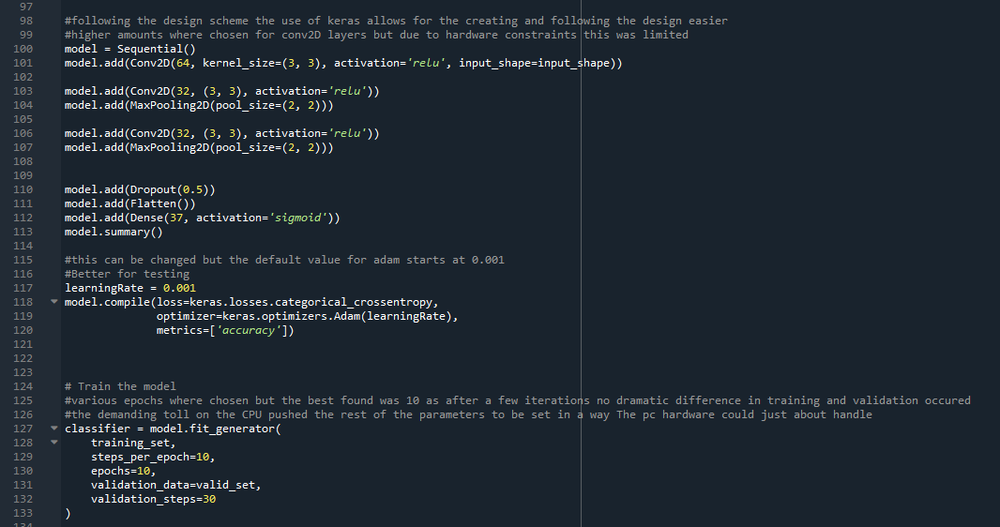 97
98 #following the design scheme the use of keras allows for the creating and following the design easier
99 #higher amounts where chosen for conv2D layers but due to hardware constraints this was limited
100 model = Sequential()
101 model.add(Conv2D(64, kernel_size=(3, 3), activation='relu', input_shape=input_shape))
102
103 model.add(Conv2D(32, (3, 3), activation='relu'))
104 model.add(MaxPooling2D(pool_size=(2, 2)))
105
106 model.add(Conv2D(32, (3, 3), activation='relu'))
107 model.add(MaxPooling2D(pool_size=(2, 2)))
108
109
110 model.add(Dropout(0.5))
111 model.add(Flatten())
112 model.add(Dense(37, activation='sigmoid'))
113 model.summary()
114
115 #this can be changed but the default value for adam starts at 0.001
116 #Better for testing
117 learningRate = 0.001
118 model.compile(loss=keras.losses.categorical_crossentropy,
119               optimizer=keras.optimizers.Adam(learningRate),
120               metrics=['accuracy'])
121
122
123
124 # Train the model
125 #various epochs where chosen but the best found was 10 as after a few iterations no dramatic difference in training and validation occured
126 #the demanding toll on the CPU pushed the rest of the parameters to be set in a way The pc hardware could just about handle
127 classifier = model.fit_generator(
128     training_set,
129     steps_per_epoch=10,
130     epochs=10,
131     validation_data=valid_set,
132     validation_steps=30
133 )
134